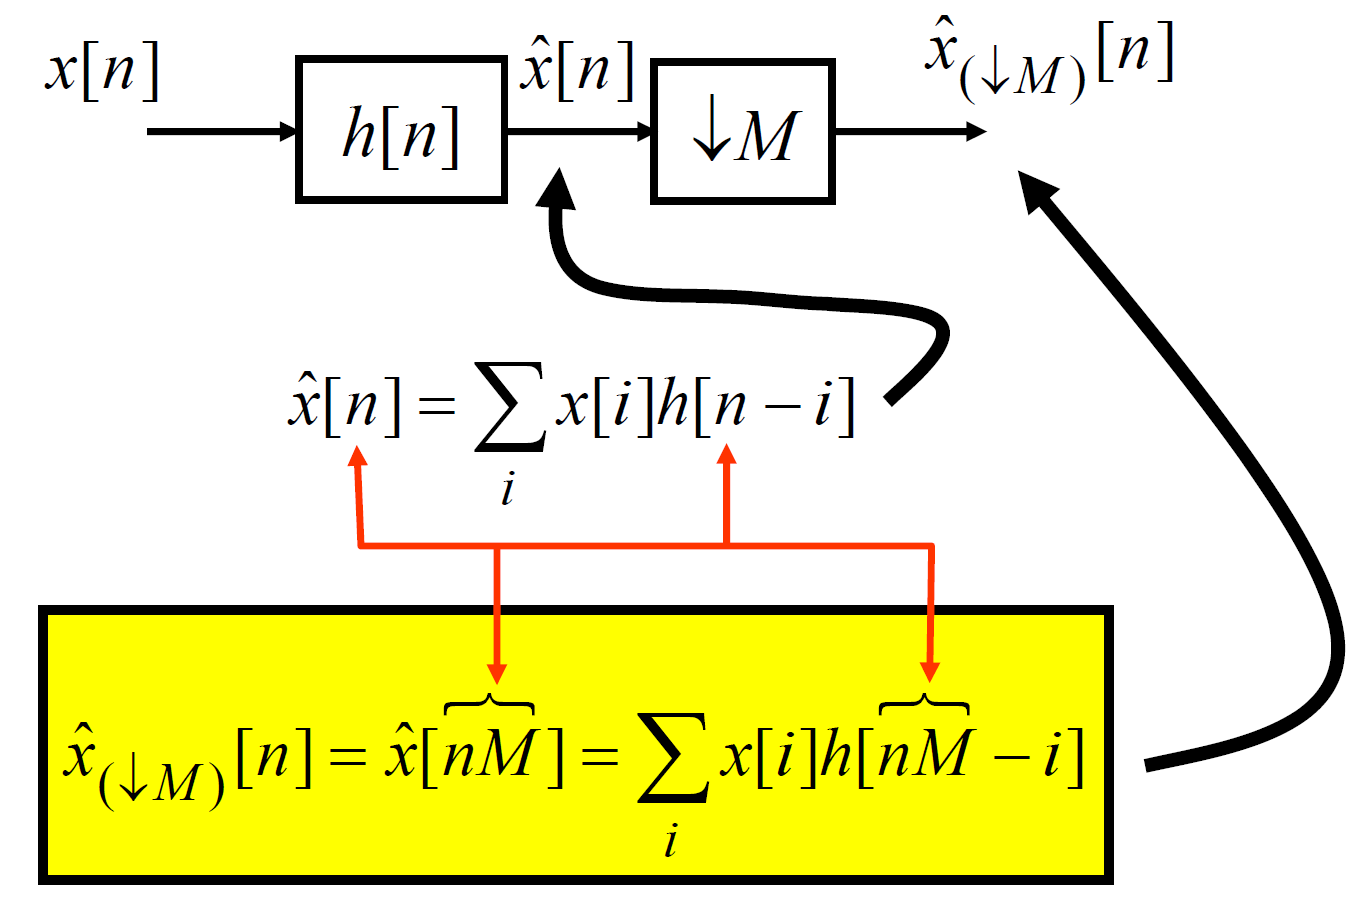 x[n]
h[n]
x̂[n]
↓M
x̂(↓M)[n]
x̂[n] = ∑ x[i]h[n − i]
i
x̂(↓M)[n] = x̂[nM] = ∑ x[i]h[nM − i]
i